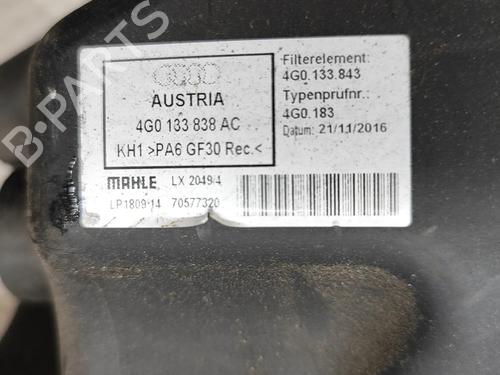 AUSTRIA
4G0 133 838 AC
KH1 >PA6 GF30 Rec.<
MAHLE LX 2049/4
LP1809-14 70577320
Filterelement:
4G0.133.843
Typenprüfnr.:
4G0.183
Datum: 21/11/2016
B-PARTS